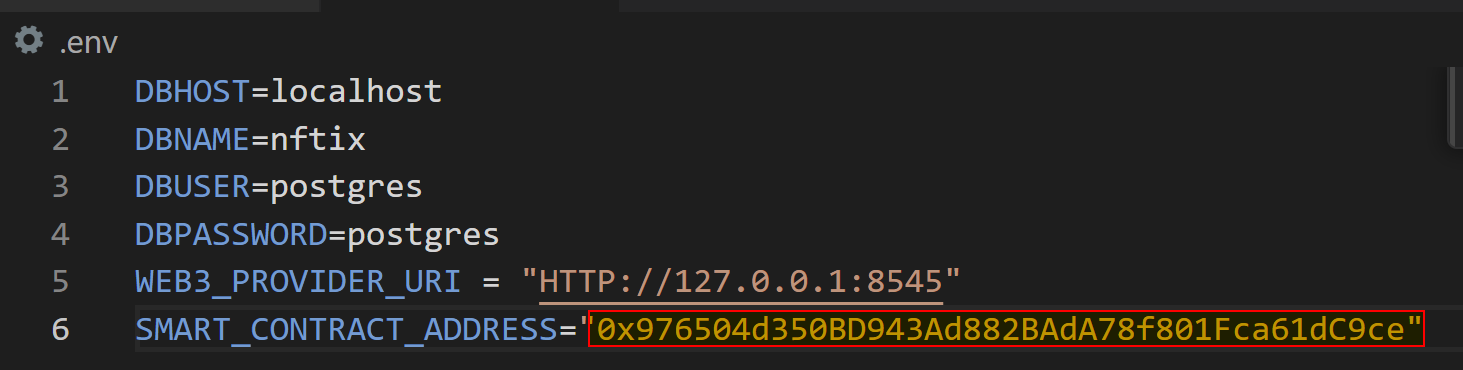 .env
1 DBHOST=localhost
2 DBNAME=nftix
3 DBUSER=postgres
4 DBPASSWORD=postgres
5 WEB3_PROVIDER_URI = "HTTP://127.0.0.1:8545"
6 SMART_CONTRACT_ADDRESS="0x976504d350BD943Ad882BAdA78f801Fca61dC9ce"